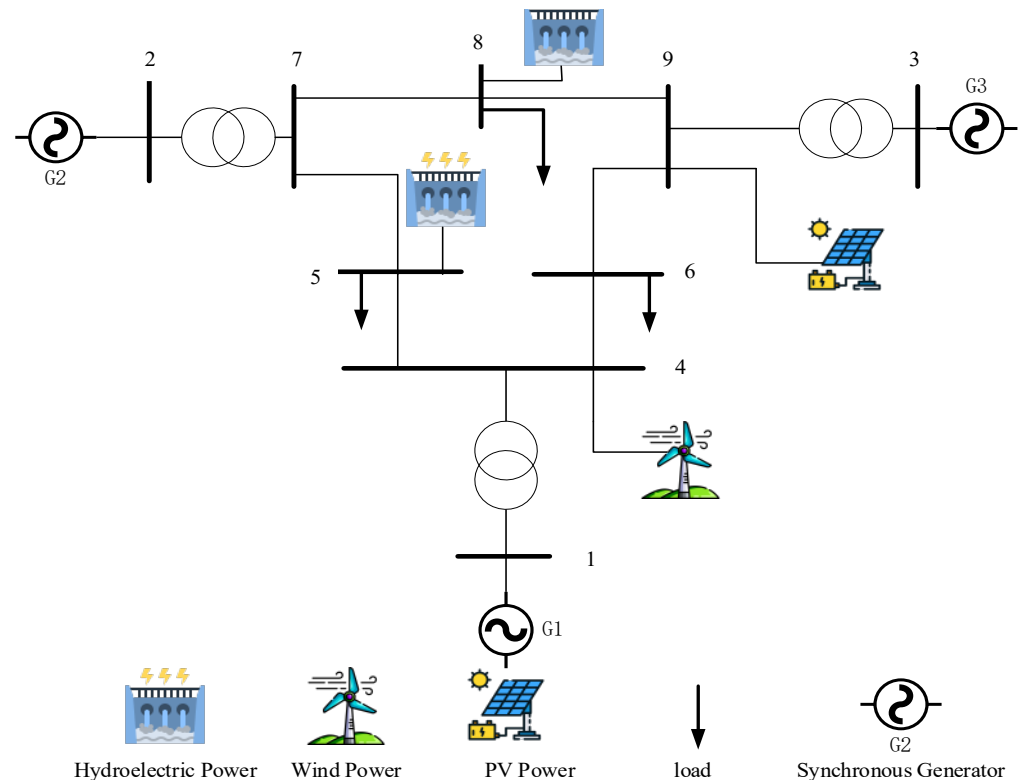 8
2
7
9
3
G3
G2
5
6
4
1
G1
G2
Hydroelectric Power
Wind Power
PV Power
load
Synchronous Generator